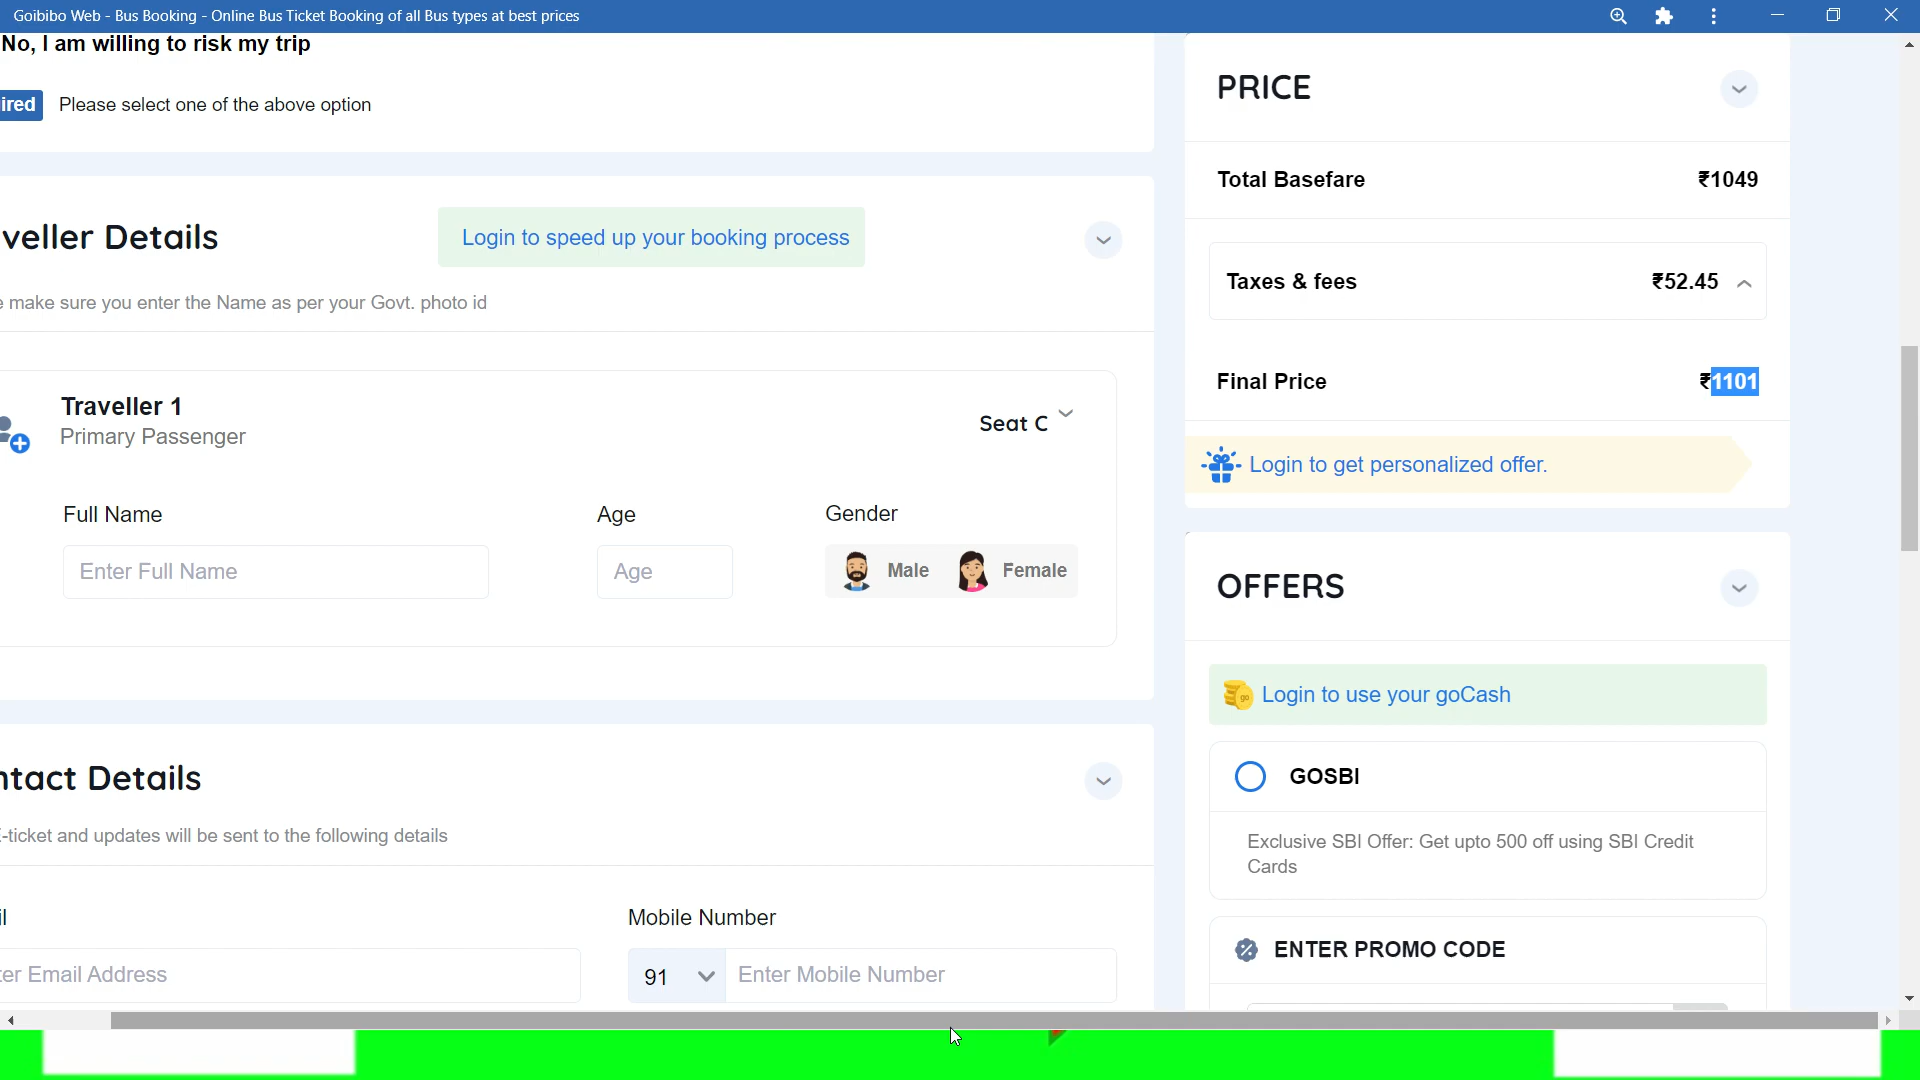 Goibibo Web - Bus Booking - Online Bus Ticket Booking of all Bus types at best prices
No, I am willing to risk my trip
ired Please select one of the above option
veller Details
Login to speed up your booking process
make sure you enter the Name as per your Govt. photo id
Traveller 1
Primary Passenger
Seat C
Full Name
Age
Gender
Enter Full Name
Age
Male
Female
ntact Details
-ticket and updates will be sent to the following details
il
Mobile Number
ter Email Address
91
Enter Mobile Number
PRICE
Total Basefare ₹1049
Taxes & fees ₹52.45
Final Price ₹1101
Login to get personalized offer.
OFFERS
go Login to use your goCash
GOSBI
Exclusive SBI Offer: Get upto 500 off using SBI Credit
Cards
ENTER PROMO CODE